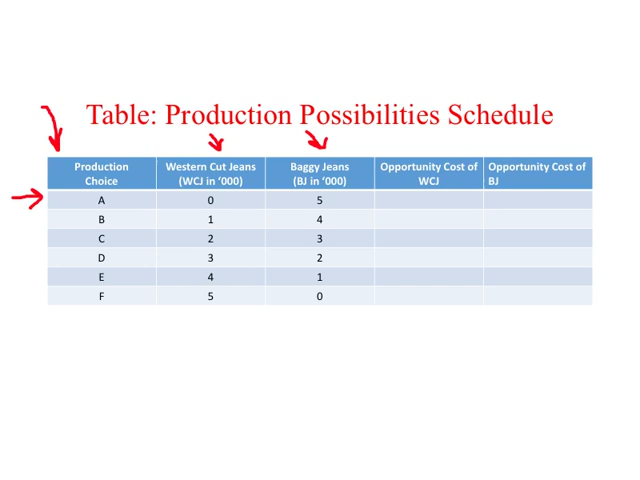 Table: Production Possibilities Schedule
Production Choice | Western Cut Jeans (WCJ in ‘000) | Baggy Jeans (BJ in ‘000) | Opportunity Cost of WCJ | Opportunity Cost of BJ
A | 0 | 5
B | 1 | 4
C | 2 | 3
D | 3 | 2
E | 4 | 1
F | 5 | 0